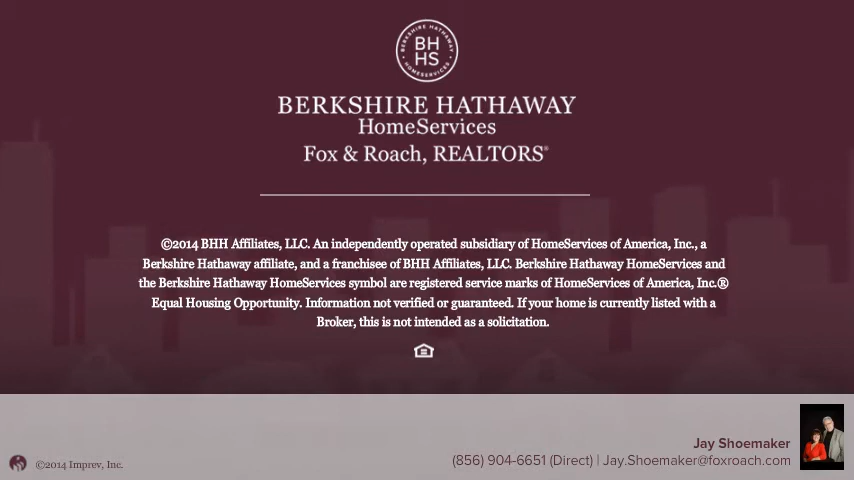 BERKSHIRE HATHAWAY
HOMESERVICES
BH
HS
BERKSHIRE HATHAWAY
HomeServices
Fox & Roach, REALTORS®
©2014 BHH Affiliates, LLC. An independently operated subsidiary of HomeServices of America, Inc., a
Berkshire Hathaway affiliate, and a franchisee of BHH Affiliates, LLC. Berkshire Hathaway HomeServices and
the Berkshire Hathaway HomeServices symbol are registered service marks of HomeServices of America, Inc.®
Equal Housing Opportunity. Information not verified or guaranteed. If your home is currently listed with a
Broker, this is not intended as a solicitation.
Jay Shoemaker
(856) 904-6651 (Direct) | Jay.Shoemaker@foxroach.com
©2014 Imprev, Inc.